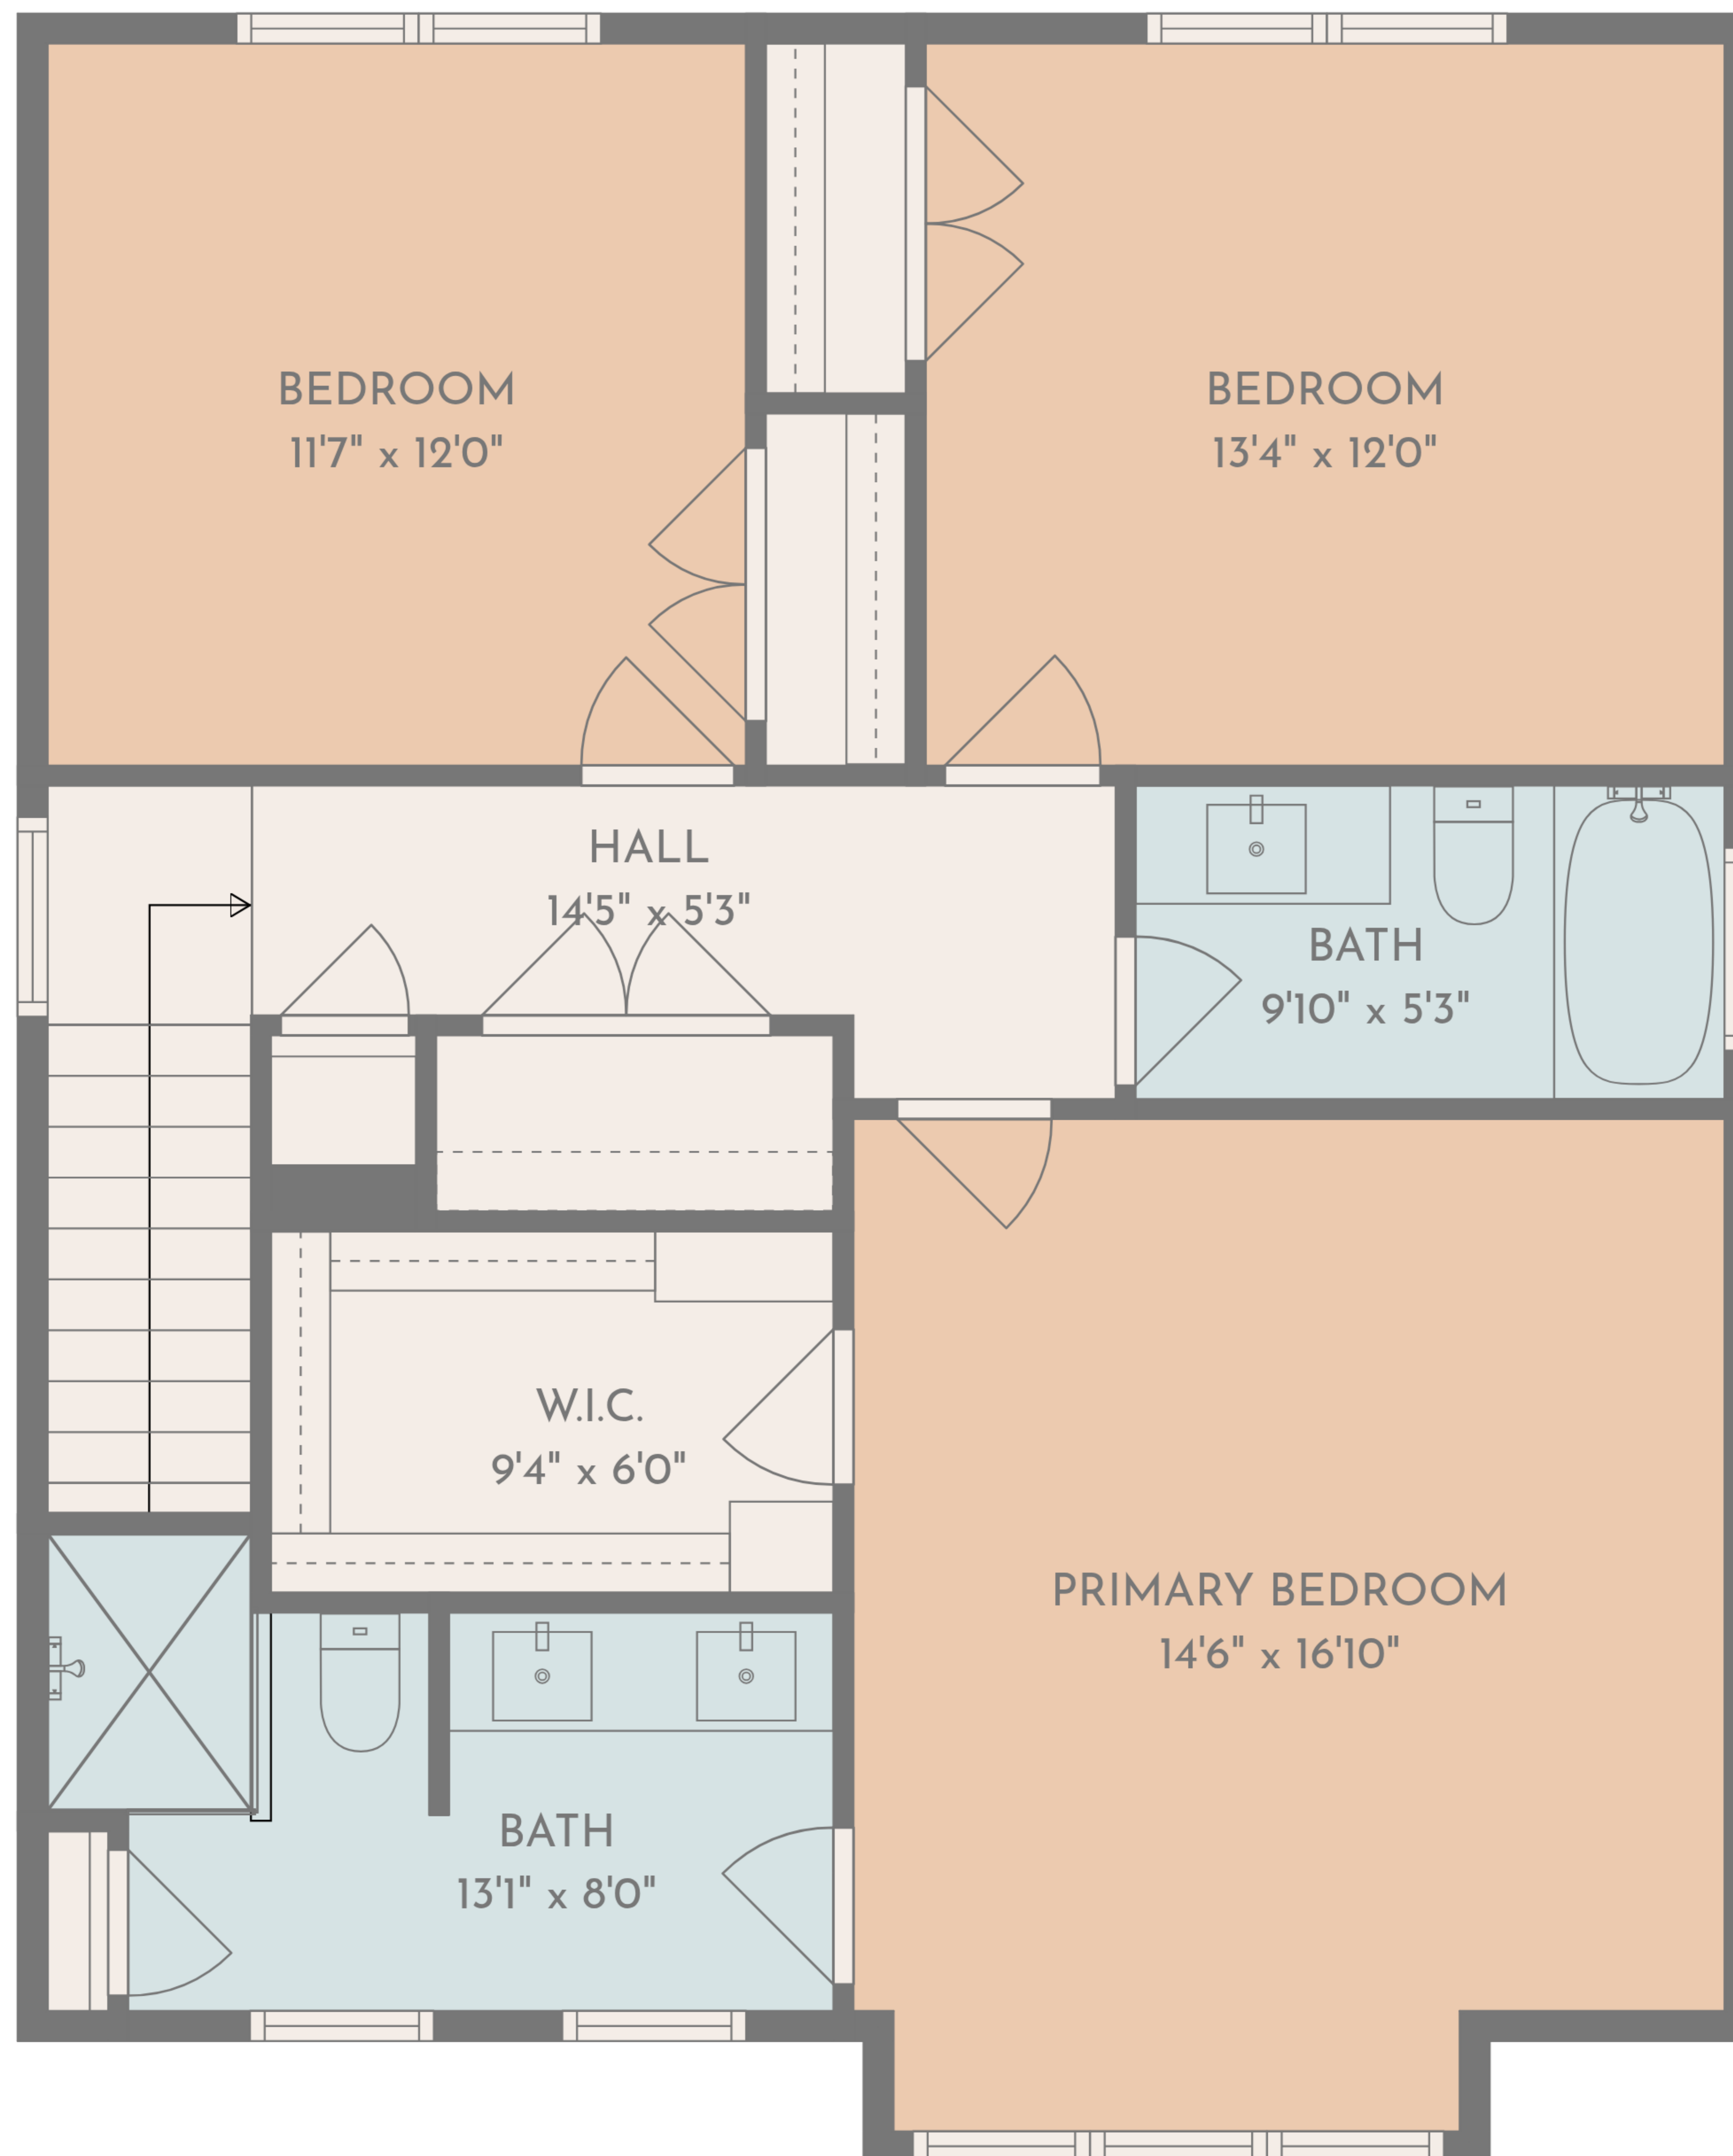 BEDROOM
11'7" x 12'0"
BEDROOM
13'4" x 12'0"
HALL
14'5" x 5'3"
BATH
9'10" x 5'3"
W.I.C.
9'4" x 6'0"
PRIMARY BEDROOM
14'6" x 16'10"
BATH
13'1" x 8'0"